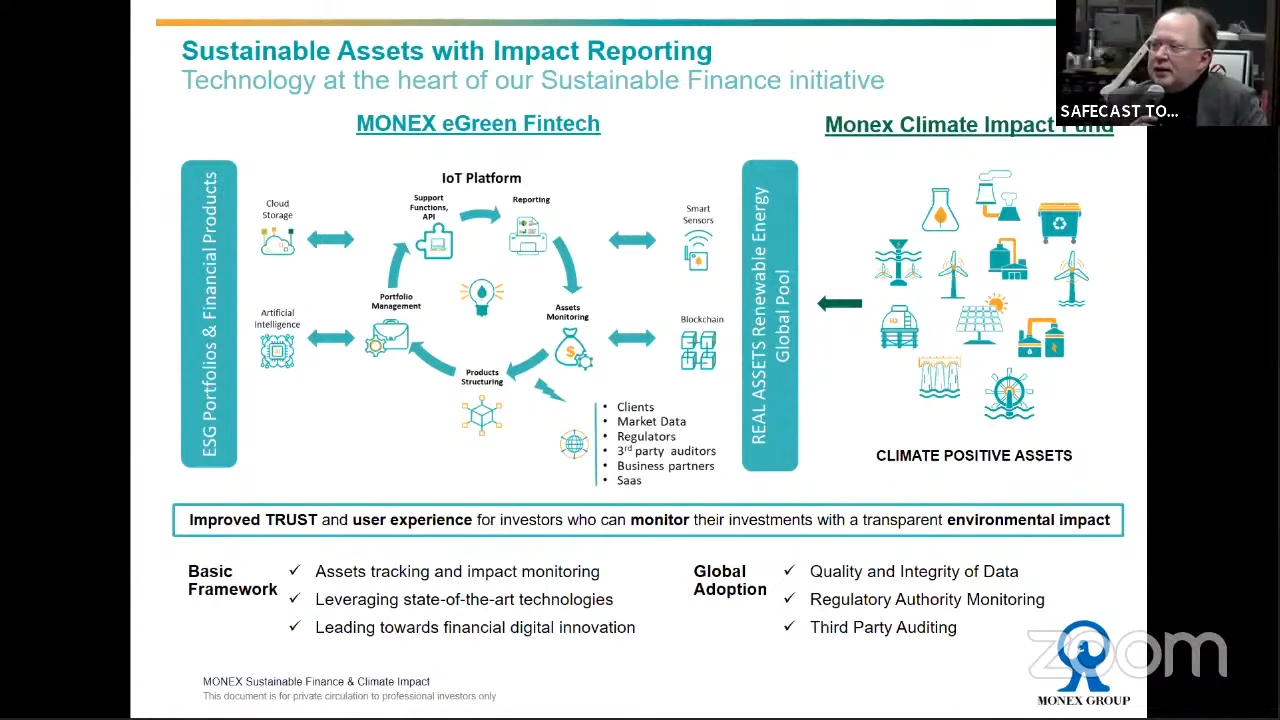 Sustainable Assets with Impact Reporting
Technology at the heart of our Sustainable Finance initiative
SAFECAST TO...
MONEX eGreen Fintech
Monex Climate Impact Fund
ESG Portfolios & Financial Products
IoT Platform
Cloud
Storage
Support
Functions,
API
Reporting
Smart
Sensors
Portfolio
Management
Artificial
Intelligence
AI
Assets
Monitoring
$
Blockchain
Products
Structuring
• Clients
• Market Data
• Regulators
• 3rd party auditors
• Business partners
• Saas
REAL ASSETS Renewable Energy
Global Pool
H2
CLIMATE POSITIVE ASSETS
Improved TRUST and user experience for investors who can monitor their investments with a transparent environmental impact
Basic
Framework
✓ Assets tracking and impact monitoring
✓ Leveraging state-of-the-art technologies
✓ Leading towards financial digital innovation
Global
Adoption
✓ Quality and Integrity of Data
✓ Regulatory Authority Monitoring
✓ Third Party Auditing
zoom
MONEX GROUP
MONEX Sustainable Finance & Climate Impact
This document is for private circulation to professional investors only